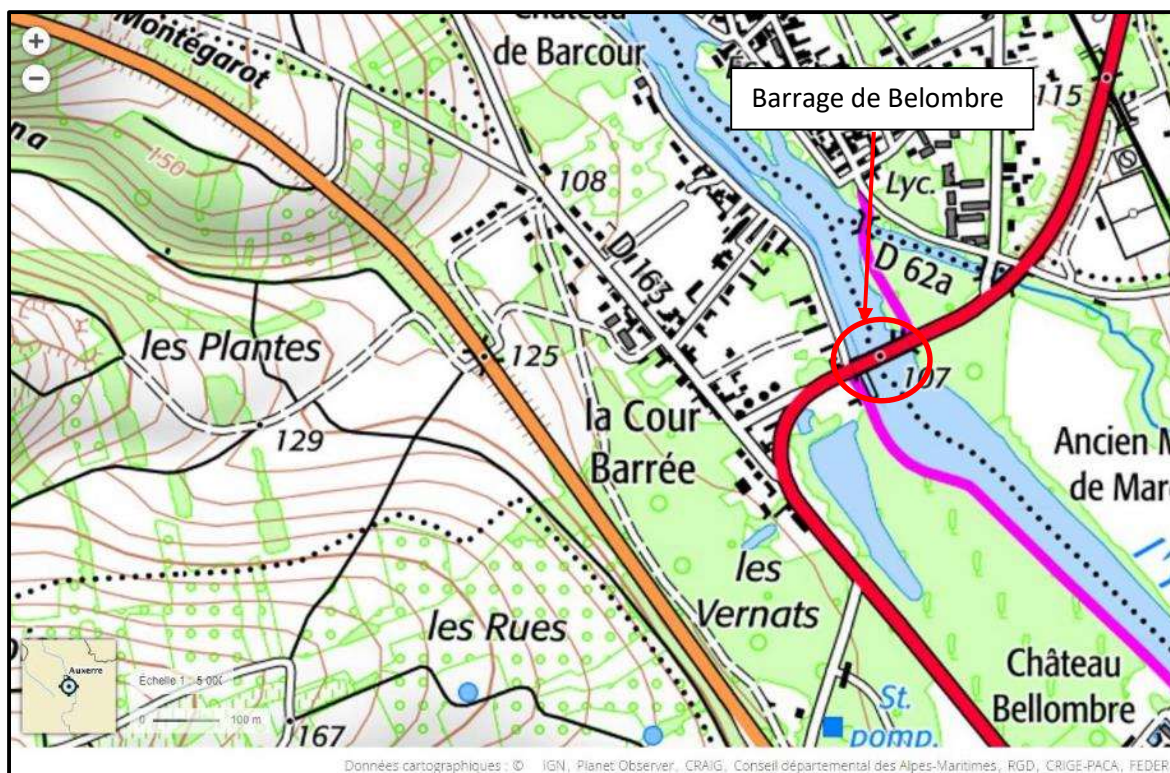 +
−
Montégarot
de Barcour
Barrage de Belombre
115
150
108
Lyc.
D 163
D 62a
les Plantes
125
107
129
la Cour
Barrée
Ancien M
de Mar
les
Vernats
les Rues
Château
Bellombre
St.
pomp.
167
Auxerre
Échelle 1 : 5 000
0
100 m
Données cartographiques : © IGN, Planet Observer, CRAIG, Conseil départemental des Alpes-Maritimes, RGD, CRIGE-PACA, FEDER